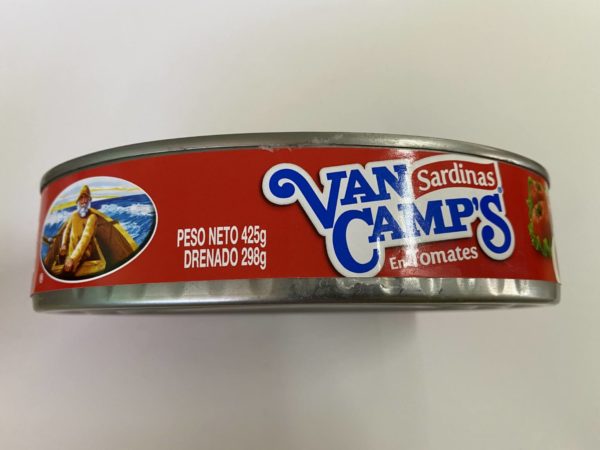 PESO NETO 425g
DRENADO 298g
VAN
CAMP'S®
Sardinas
En Tomates
®